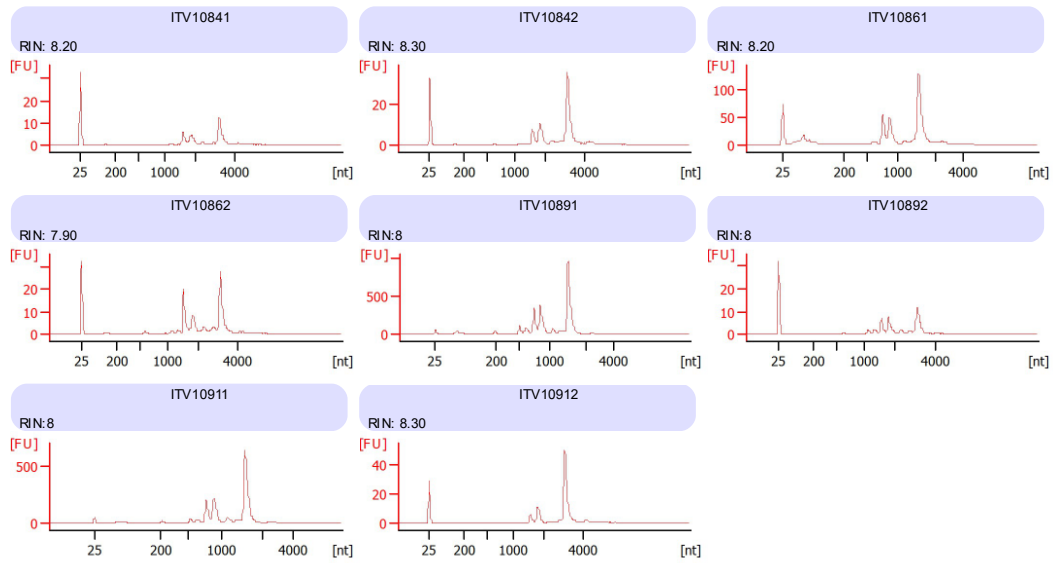 ITV10841
RIN: 8.20
[FU]
20
10
0
25 200 1000 4000 [nt]
ITV10842
RIN: 8.30
[FU]
20
0
25 200 1000 4000 [nt]
ITV10861
RIN: 8.20
[FU]
100
50
0
25 200 1000 4000 [nt]
ITV10862
RIN: 7.90
[FU]
20
10
0
25 200 1000 4000 [nt]
ITV10891
RIN:8
[FU]
500
0
25 200 1000 4000 [nt]
ITV10892
RIN:8
[FU]
20
10
0
25 200 1000 4000 [nt]
ITV10911
RIN:8
[FU]
500
0
25 200 1000 4000 [nt]
ITV10912
RIN: 8.30
[FU]
40
20
0
25 200 1000 4000 [nt]